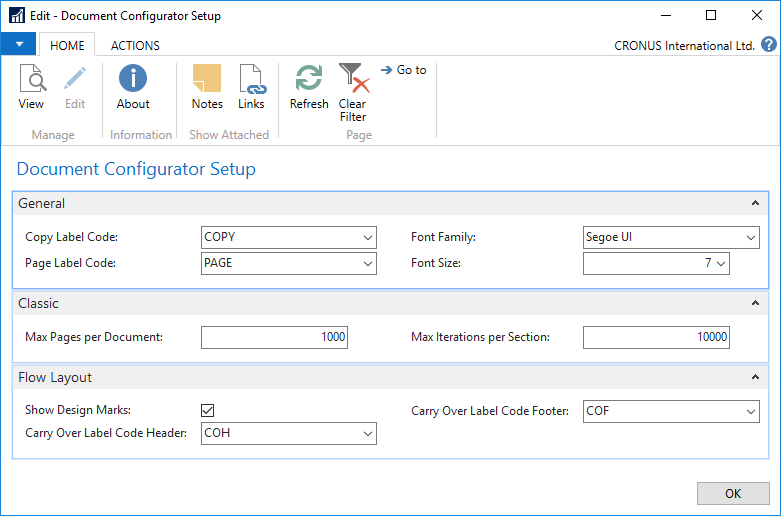 Edit - Document Configurator Setup
HOME ACTIONS CRONUS International Ltd. ?
View Edit About Notes Links Refresh Clear Filter Go to
Manage Information Show Attached Page
Document Configurator Setup
General
Copy Label Code: COPY Font Family: Segoe UI
Page Label Code: PAGE Font Size: 7
Classic
Max Pages per Document: 1000 Max Iterations per Section: 10000
Flow Layout
Show Design Marks: Carry Over Label Code Footer: COF
Carry Over Label Code Header: COH
OK